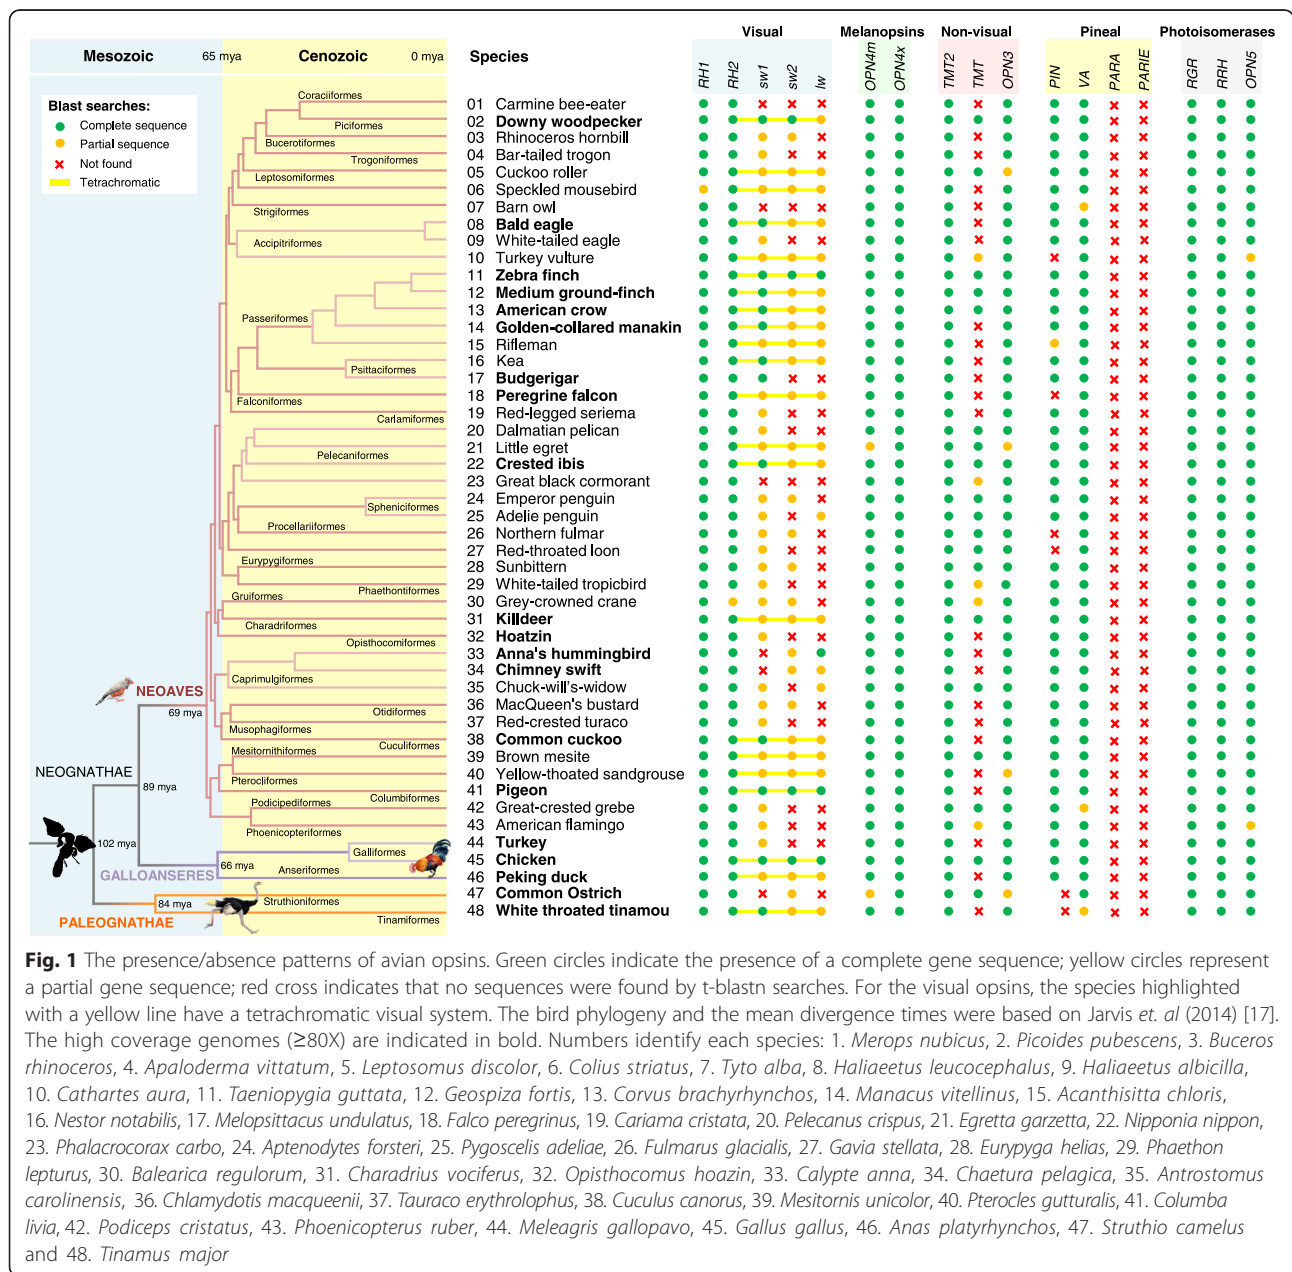 Visual Melanopsins Non-visual Pineal Photoisomerases
Mesozoic 65 mya Cenozoic 0 mya Species
RH1 RH2 sw1 sw2 lw OPN4m OPN4x TMT2 TMT OPN3 PIN VA PARA PARIE RGR RRH OPN5
Blast searches:
Complete sequence
Partial sequence
Not found
Tetrachromatic
Coraciiformes
Piciformes
Bucerotiformes
Trogoniformes
Leptosomiformes
Strigiformes
Accipitriformes
Passeriformes
Psittaciformes
Falconiformes
Carlamiformes
Pelecaniformes
Spheniciformes
Procellariiformes
Eurypygiformes
Phaethontiformes
Gruiformes
Charadriformes
Opisthocomiformes
Caprimulgiformes
Otidiformes
Musophagiformes
Cuculiformes
Mesitornithiformes
Pterocliformes
Columbiformes
Podicipediformes
Phoenicopteriformes
Galliformes
Anseriformes
Struthioniformes
Tinamiformes
NEOAVES
69 mya
NEOGNATHAE
89 mya
102 mya
66 mya
GALLOANSERES
84 mya
PALEOGNATHAE
01 Carmine bee-eater
02 Downy woodpecker
03 Rhinoceros hornbill
04 Bar-tailed trogon
05 Cuckoo roller
06 Speckled mousebird
07 Barn owl
08 Bald eagle
09 White-tailed eagle
10 Turkey vulture
11 Zebra finch
12 Medium ground-finch
13 American crow
14 Golden-collared manakin
15 Rifleman
16 Kea
17 Budgerigar
18 Peregrine falcon
19 Red-legged seriema
20 Dalmatian pelican
21 Little egret
22 Crested ibis
23 Great black cormorant
24 Emperor penguin
25 Adelie penguin
26 Northern fulmar
27 Red-throated loon
28 Sunbittern
29 White-tailed tropicbird
30 Grey-crowned crane
31 Killdeer
32 Hoatzin
33 Anna's hummingbird
34 Chimney swift
35 Chuck-will's-widow
36 MacQueen's bustard
37 Red-crested turaco
38 Common cuckoo
39 Brown mesite
40 Yellow-thoated sandgrouse
41 Pigeon
42 Great-crested grebe
43 American flamingo
44 Turkey
45 Chicken
46 Peking duck
47 Common Ostrich
48 White throated tinamou
Fig. 1 The presence/absence patterns of avian opsins. Green circles indicate the presence of a complete gene sequence; yellow circles represent
a partial gene sequence; red cross indicates that no sequences were found by t-blastn searches. For the visual opsins, the species highlighted
with a yellow line have a tetrachromatic visual system. The bird phylogeny and the mean divergence times were based on Jarvis et. al (2014) [17].
The high coverage genomes (≥80X) are indicated in bold. Numbers identify each species: 1. Merops nubicus, 2. Picoides pubescens, 3. Buceros
rhinoceros, 4. Apaloderma vittatum, 5. Leptosomus discolor, 6. Colius striatus, 7. Tyto alba, 8. Haliaeetus leucocephalus, 9. Haliaeetus albicilla,
10. Cathartes aura, 11. Taeniopygia guttata, 12. Geospiza fortis, 13. Corvus brachyrhynchos, 14. Manacus vitellinus, 15. Acanthisitta chloris,
16. Nestor notabilis, 17. Melopsittacus undulatus, 18. Falco peregrinus, 19. Cariama cristata, 20. Pelecanus crispus, 21. Egretta garzetta, 22. Nipponia nippon,
23. Phalacrocorax carbo, 24. Aptenodytes forsteri, 25. Pygoscelis adeliae, 26. Fulmarus glacialis, 27. Gavia stellata, 28. Eurypyga helias, 29. Phaethon
lepturus, 30. Balearica regulorum, 31. Charadrius vociferus, 32. Opisthocomus hoazin, 33. Calypte anna, 34. Chaetura pelagica, 35. Antrostomus
carolinensis, 36. Chlamydotis macqueenii, 37. Tauraco erythrolophus, 38. Cuculus canorus, 39. Mesitornis unicolor, 40. Pterocles gutturalis, 41. Columba
livia, 42. Podiceps cristatus, 43. Phoenicopterus ruber, 44. Meleagris gallopavo, 45. Gallus gallus, 46. Anas platyrhynchos, 47. Struthio camelus
and 48. Tinamus major